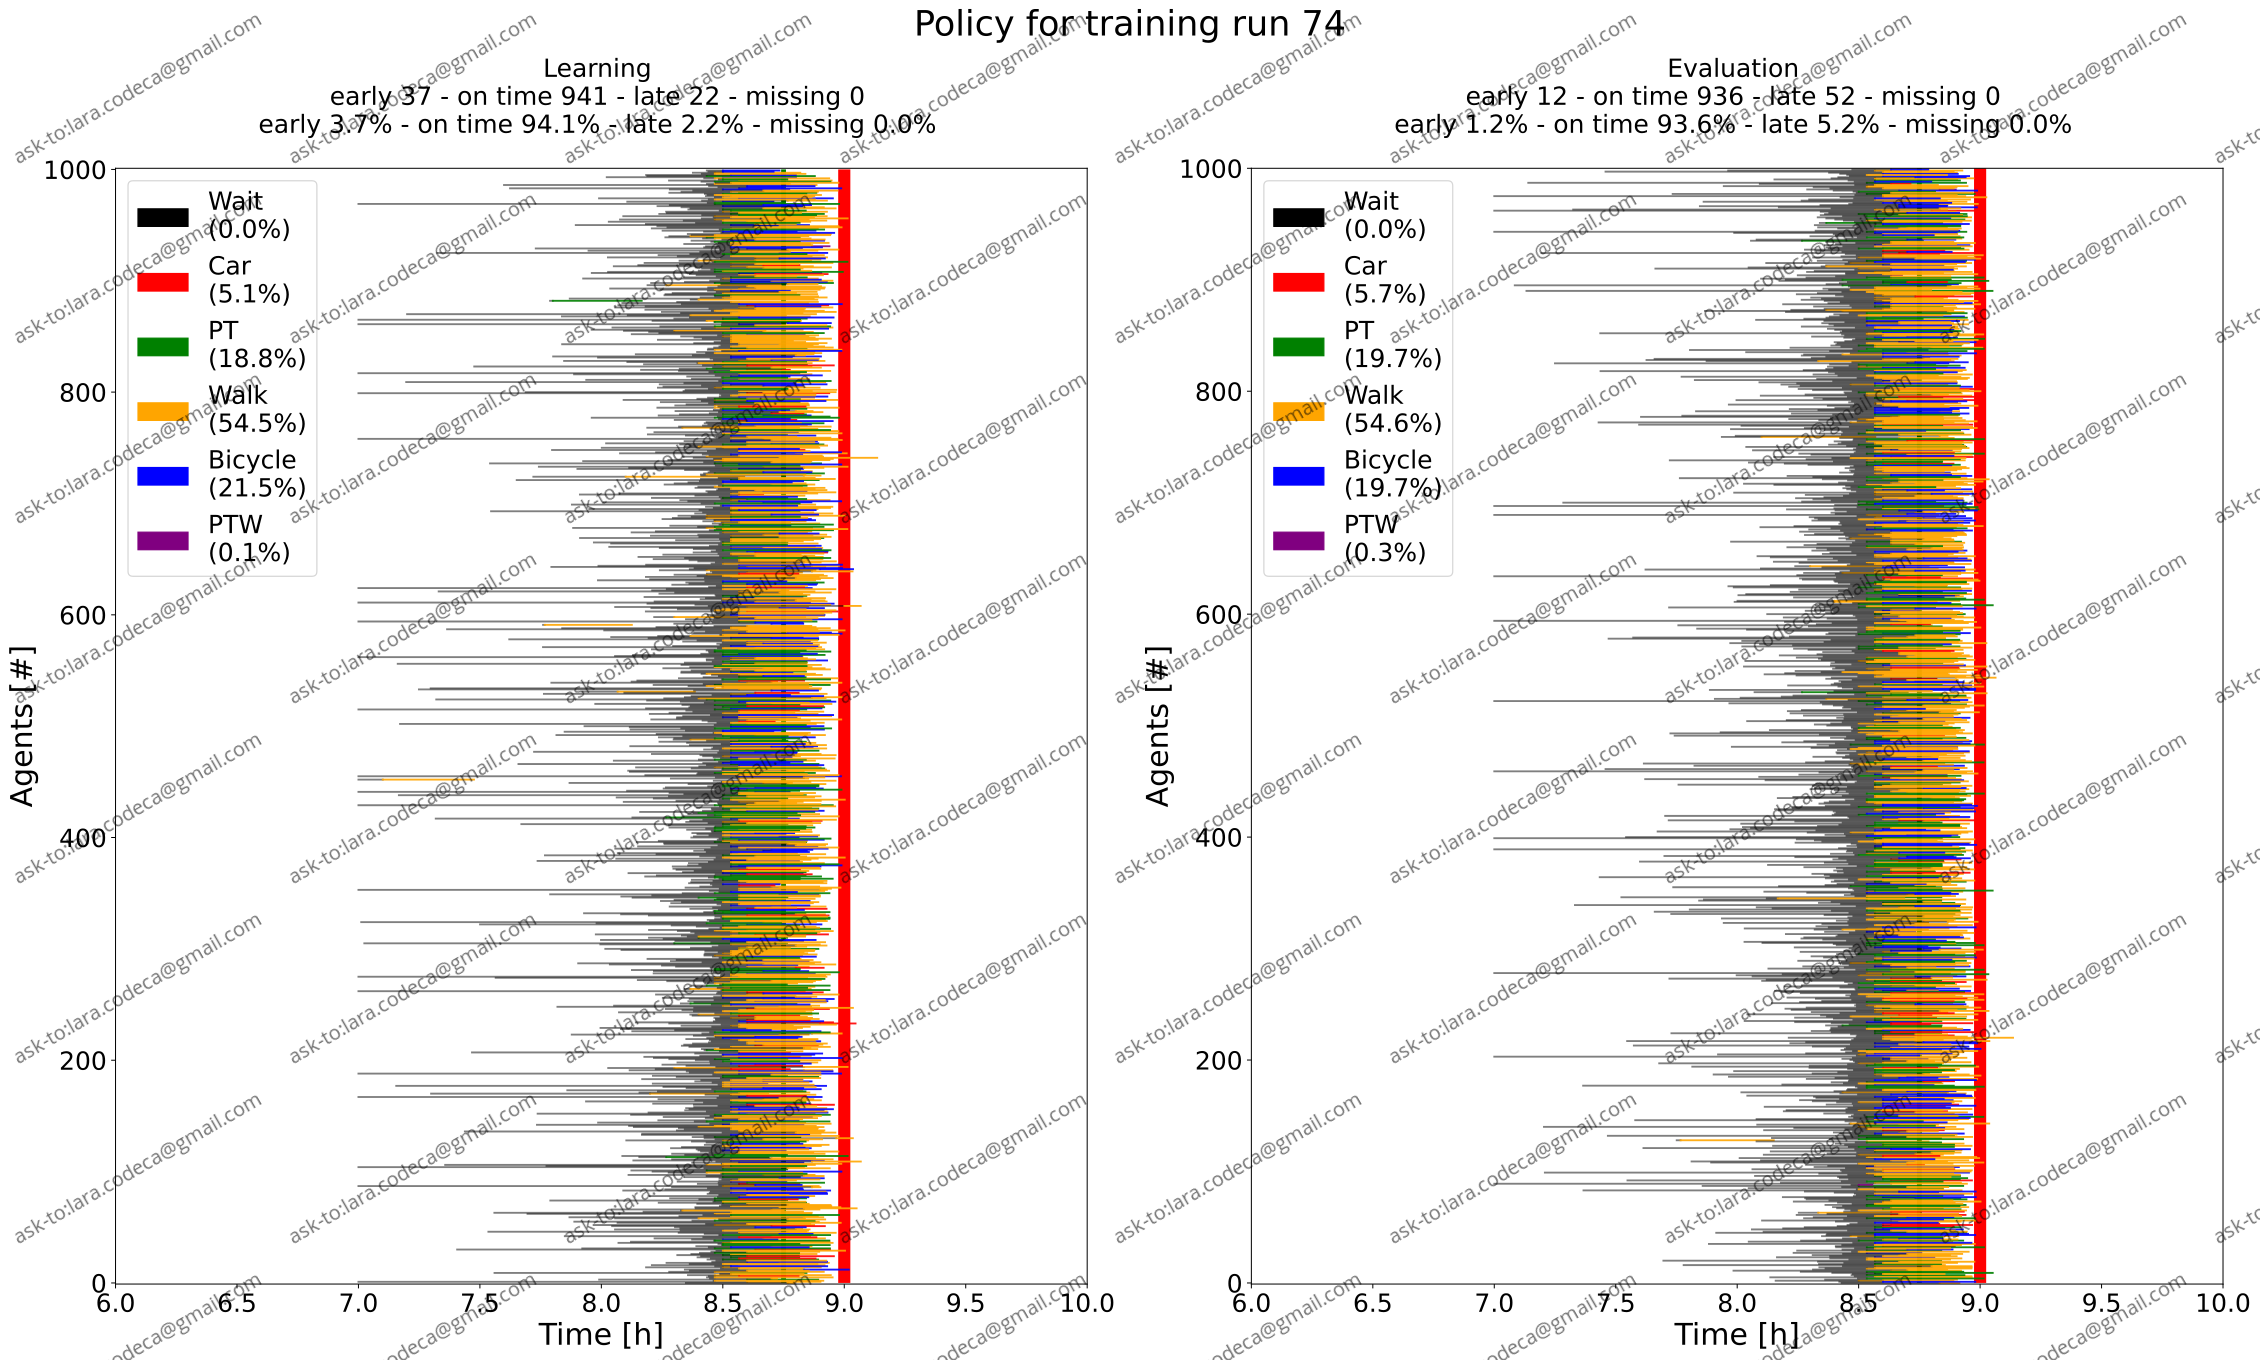 Policy for training run 74
Learning
early 37 - on time 941 - late 22 - missing 0
early 3.7% - on time 94.1% - late 2.2% - missing 0.0%
1000
800
600
400
200
0
Agents [#]
Wait
(0.0%)
Car
(5.1%)
PT
(18.8%)
Walk
(54.5%)
Bicycle
(21.5%)
PTW
(0.1%)
6.0 6.5 7.0 7.5 8.0 8.5 9.0 9.5 10.0
Time [h]
Evaluation
early 12 - on time 936 - late 52 - missing 0
early 1.2% - on time 93.6% - late 5.2% - missing 0.0%
1000
800
600
400
200
0
Agents [#]
Wait
(0.0%)
Car
(5.7%)
PT
(19.7%)
Walk
(54.6%)
Bicycle
(19.7%)
PTW
(0.3%)
6.0 6.5 7.0 7.5 8.0 8.5 9.0 9.5 10.0
Time [h]
ask-to:lara.codeca@gmail.com